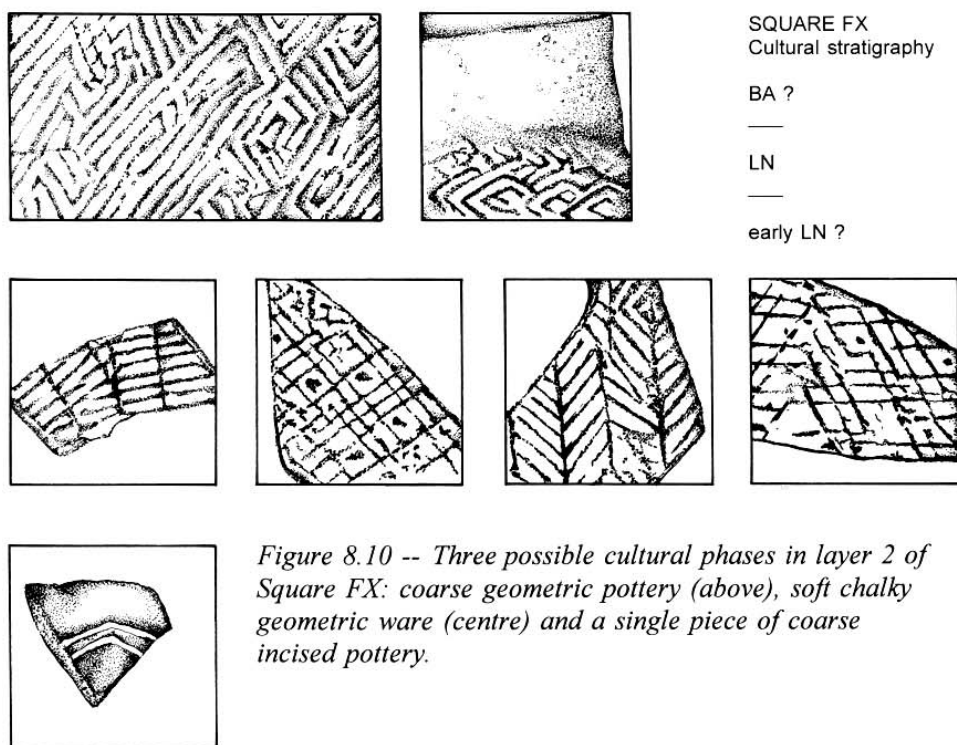 SQUARE FX
Cultural stratigraphy
BA ?
LN
early LN ?
Figure 8.10 -- Three possible cultural phases in layer 2 of
Square FX: coarse geometric pottery (above), soft chalky
geometric ware (centre) and a single piece of coarse
incised pottery.